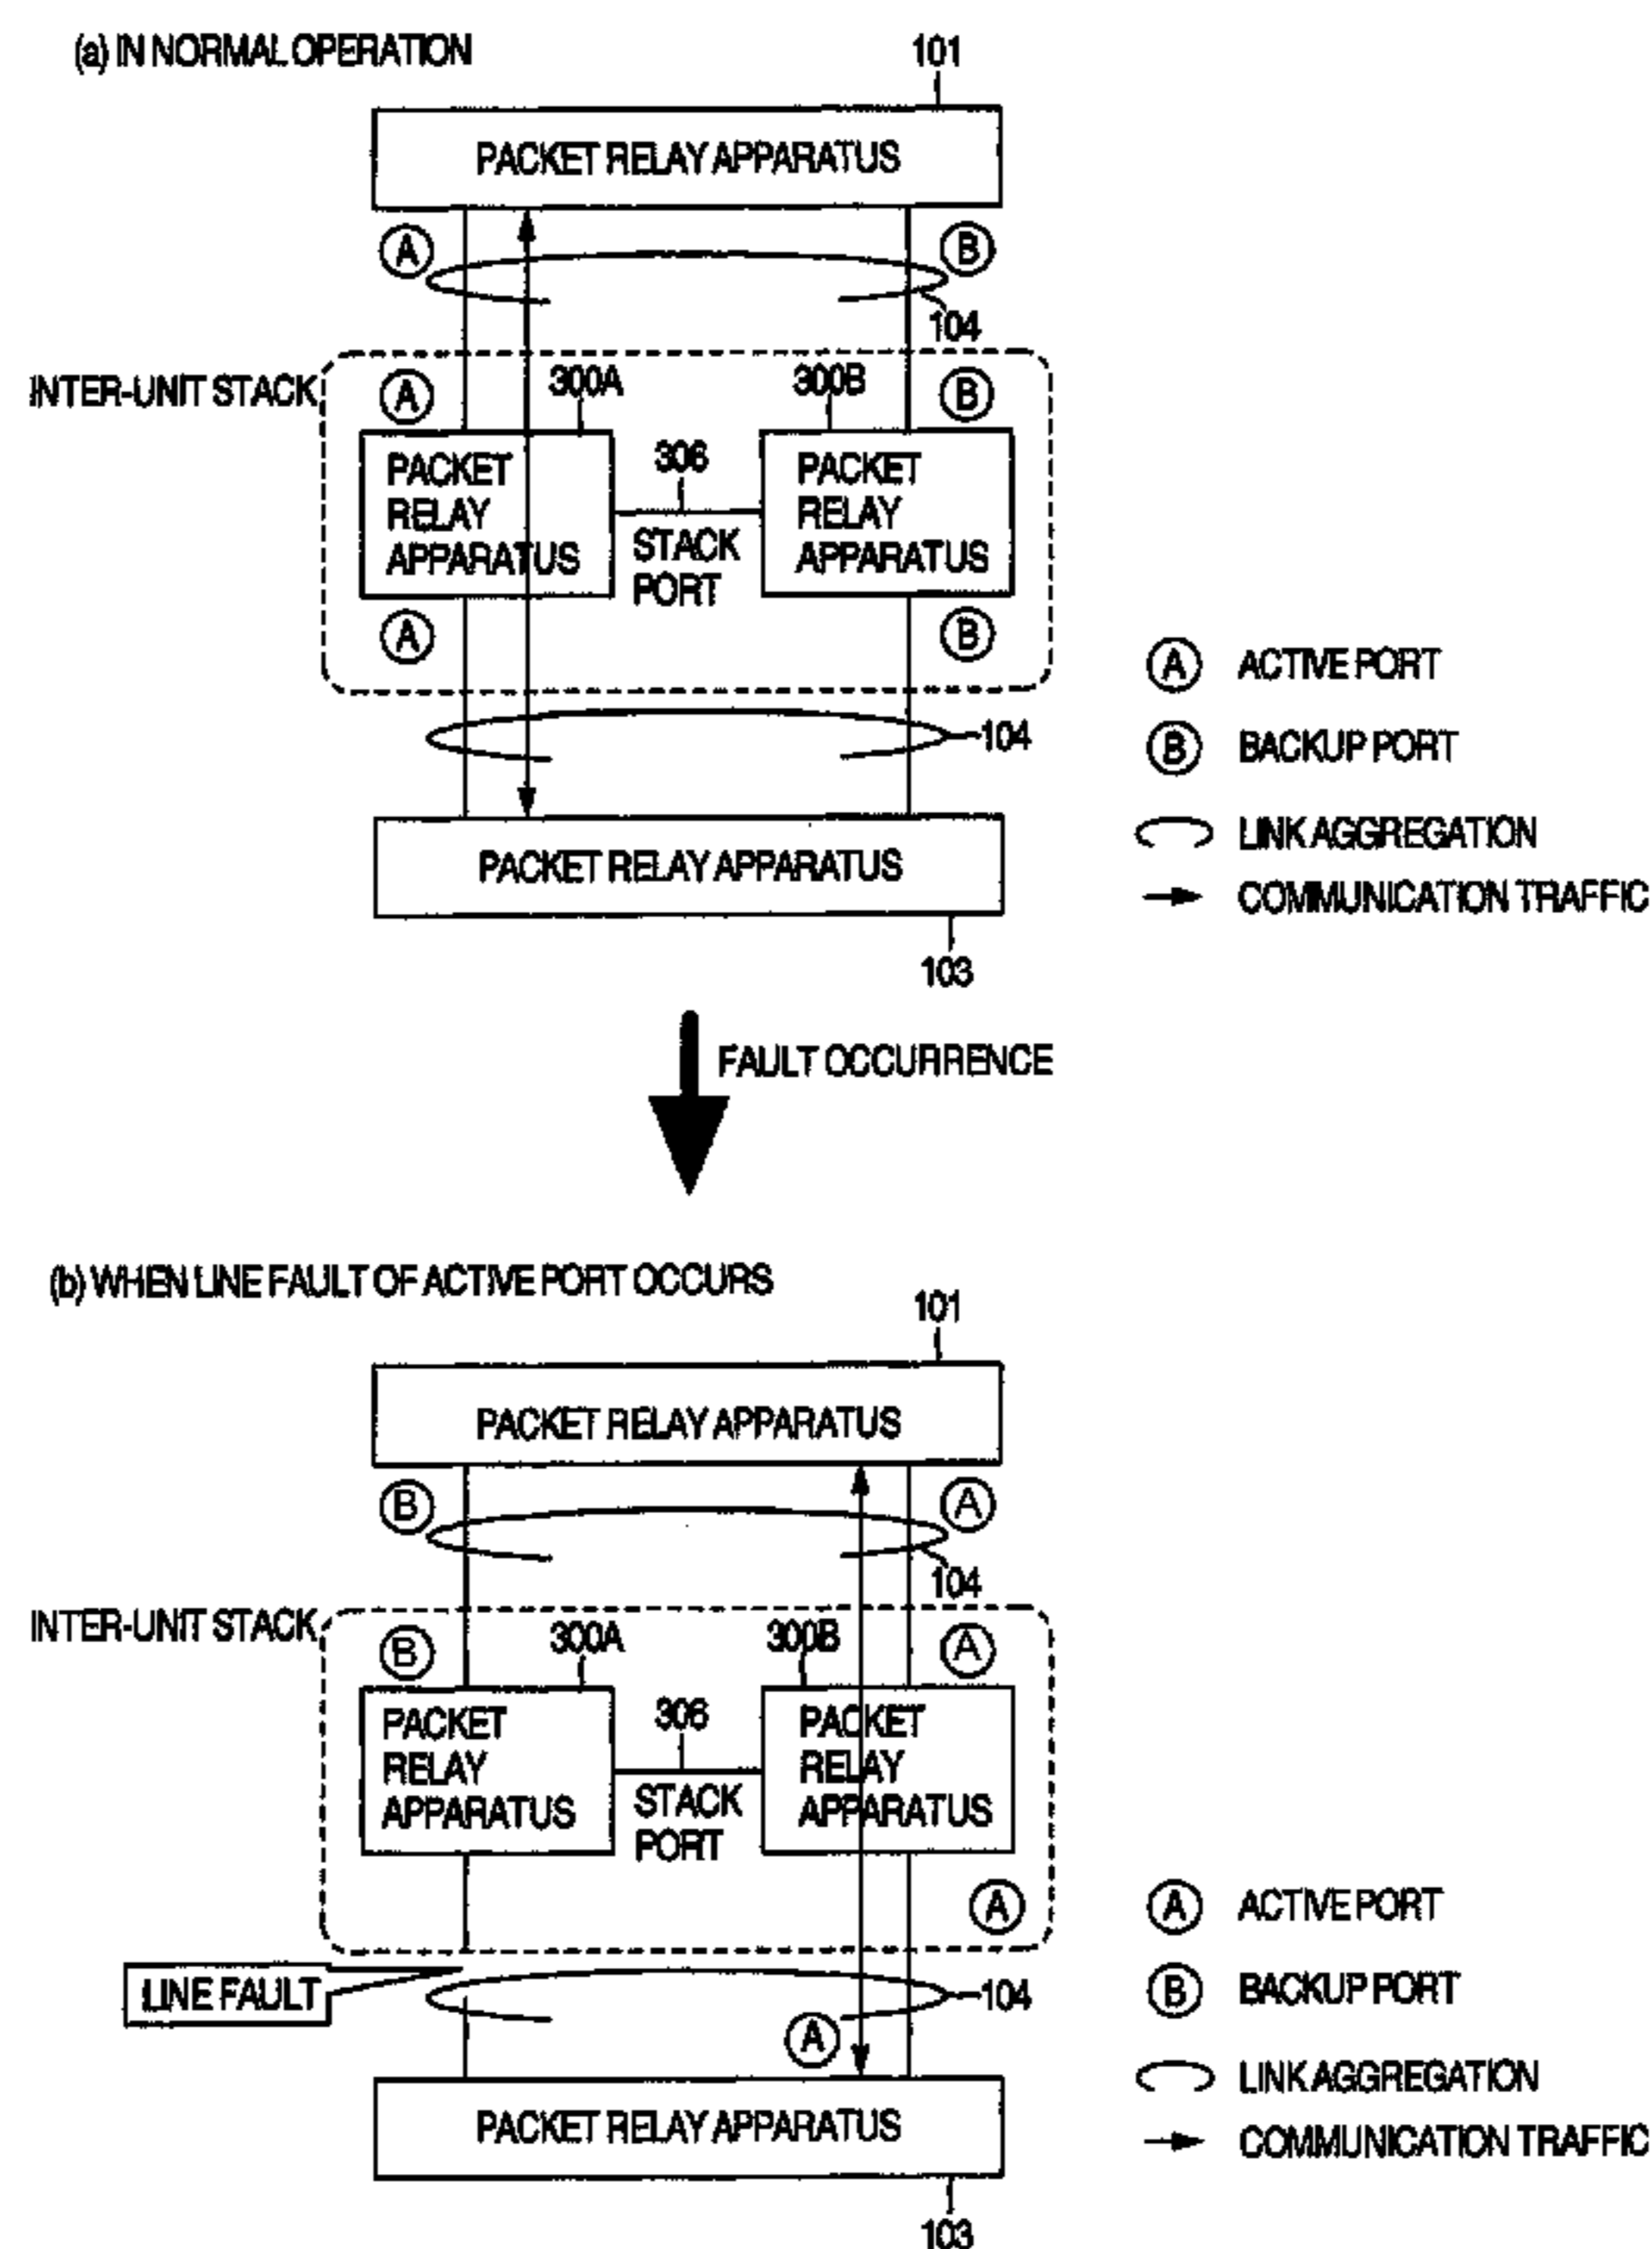 (a) IN NORMAL OPERATION
101
PACKET RELAY APPARATUS
A
B
104
INTER-UNIT STACK
A
300A
300B
B
PACKET
RELAY
APPARATUS
306
STACK
PORT
PACKET
RELAY
APPARATUS
A
B
A ACTIVE PORT
B BACKUP PORT
104
LINK AGGREGATION
PACKET RELAY APPARATUS
COMMUNICATION TRAFFIC
103
FAULT OCCURRENCE
(b) WHEN LINE FAULT OF ACTIVE PORT OCCURS
101
PACKET RELAY APPARATUS
B
A
104
INTER-UNIT STACK
B
300A
300B
A
PACKET
RELAY
APPARATUS
306
STACK
PORT
PACKET
RELAY
APPARATUS
A
A ACTIVE PORT
LINE FAULT
104
B BACKUP PORT
A
LINK AGGREGATION
PACKET RELAY APPARATUS
COMMUNICATION TRAFFIC
103